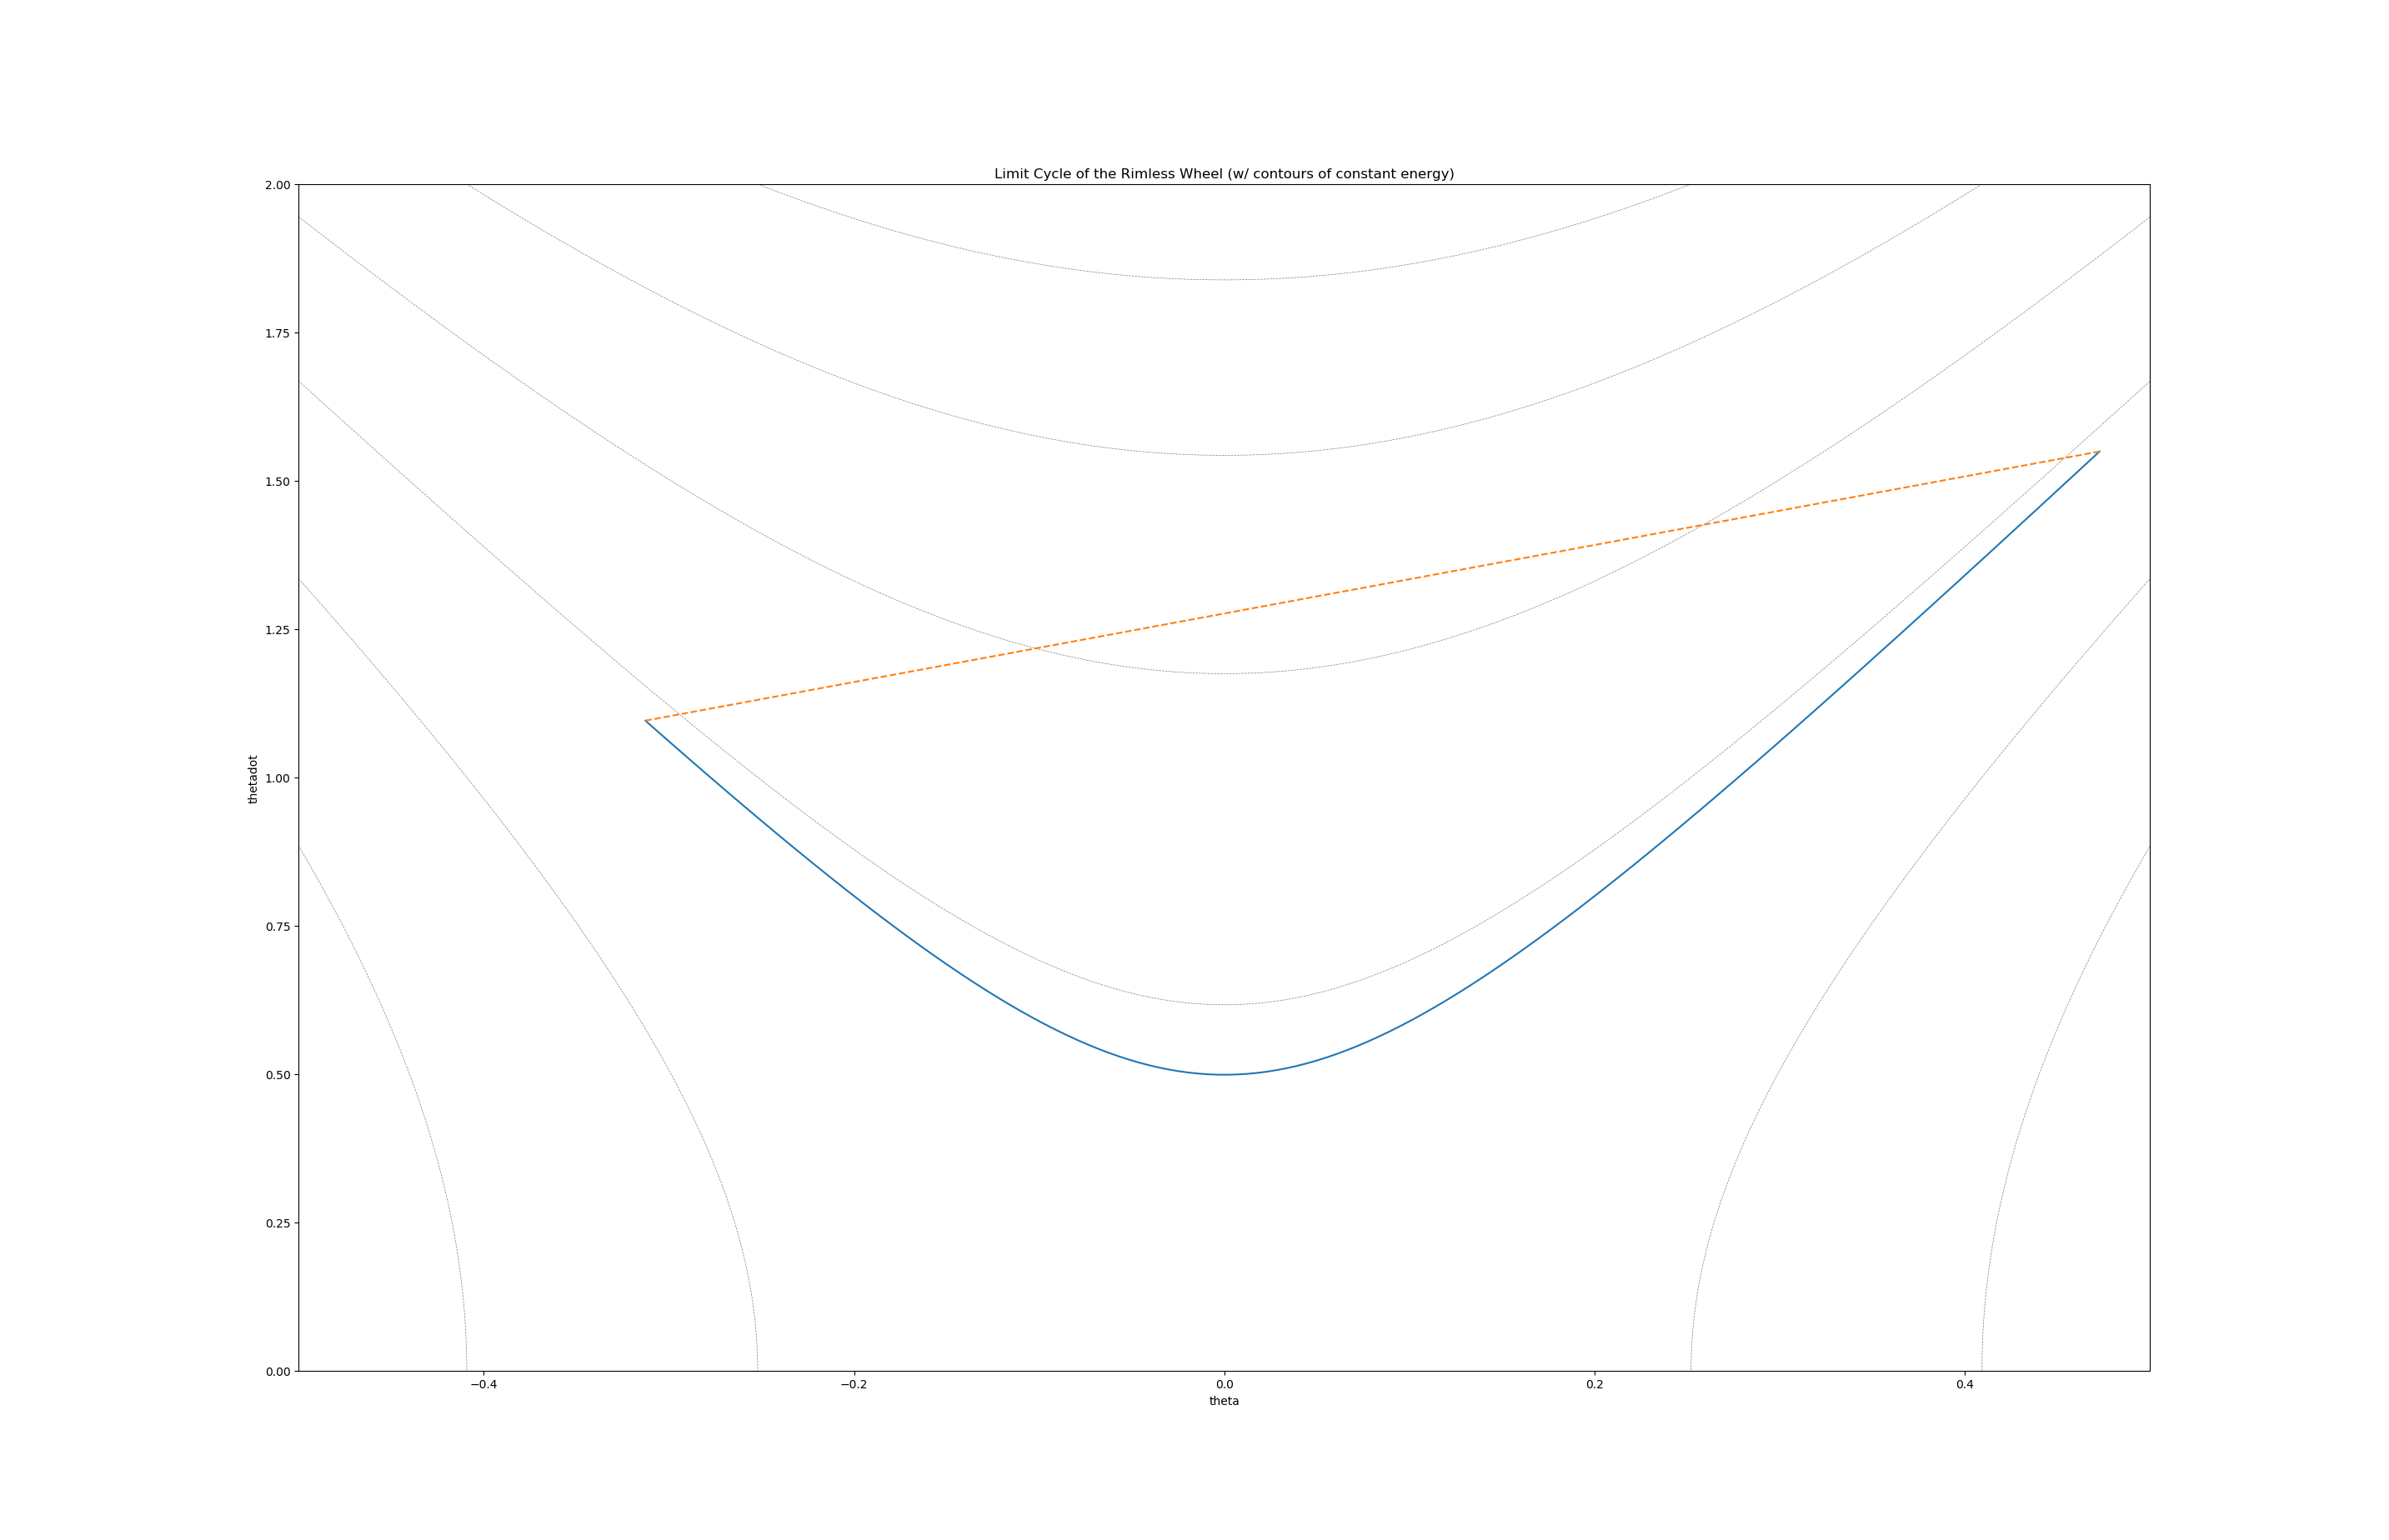 Limit Cycle of the Rimless Wheel (w/ contours of constant energy)
2.00
1.75
1.50
1.25
1.00
0.75
0.50
0.25
0.00
thetadot
−0.4 −0.2 0.0 0.2 0.4
theta